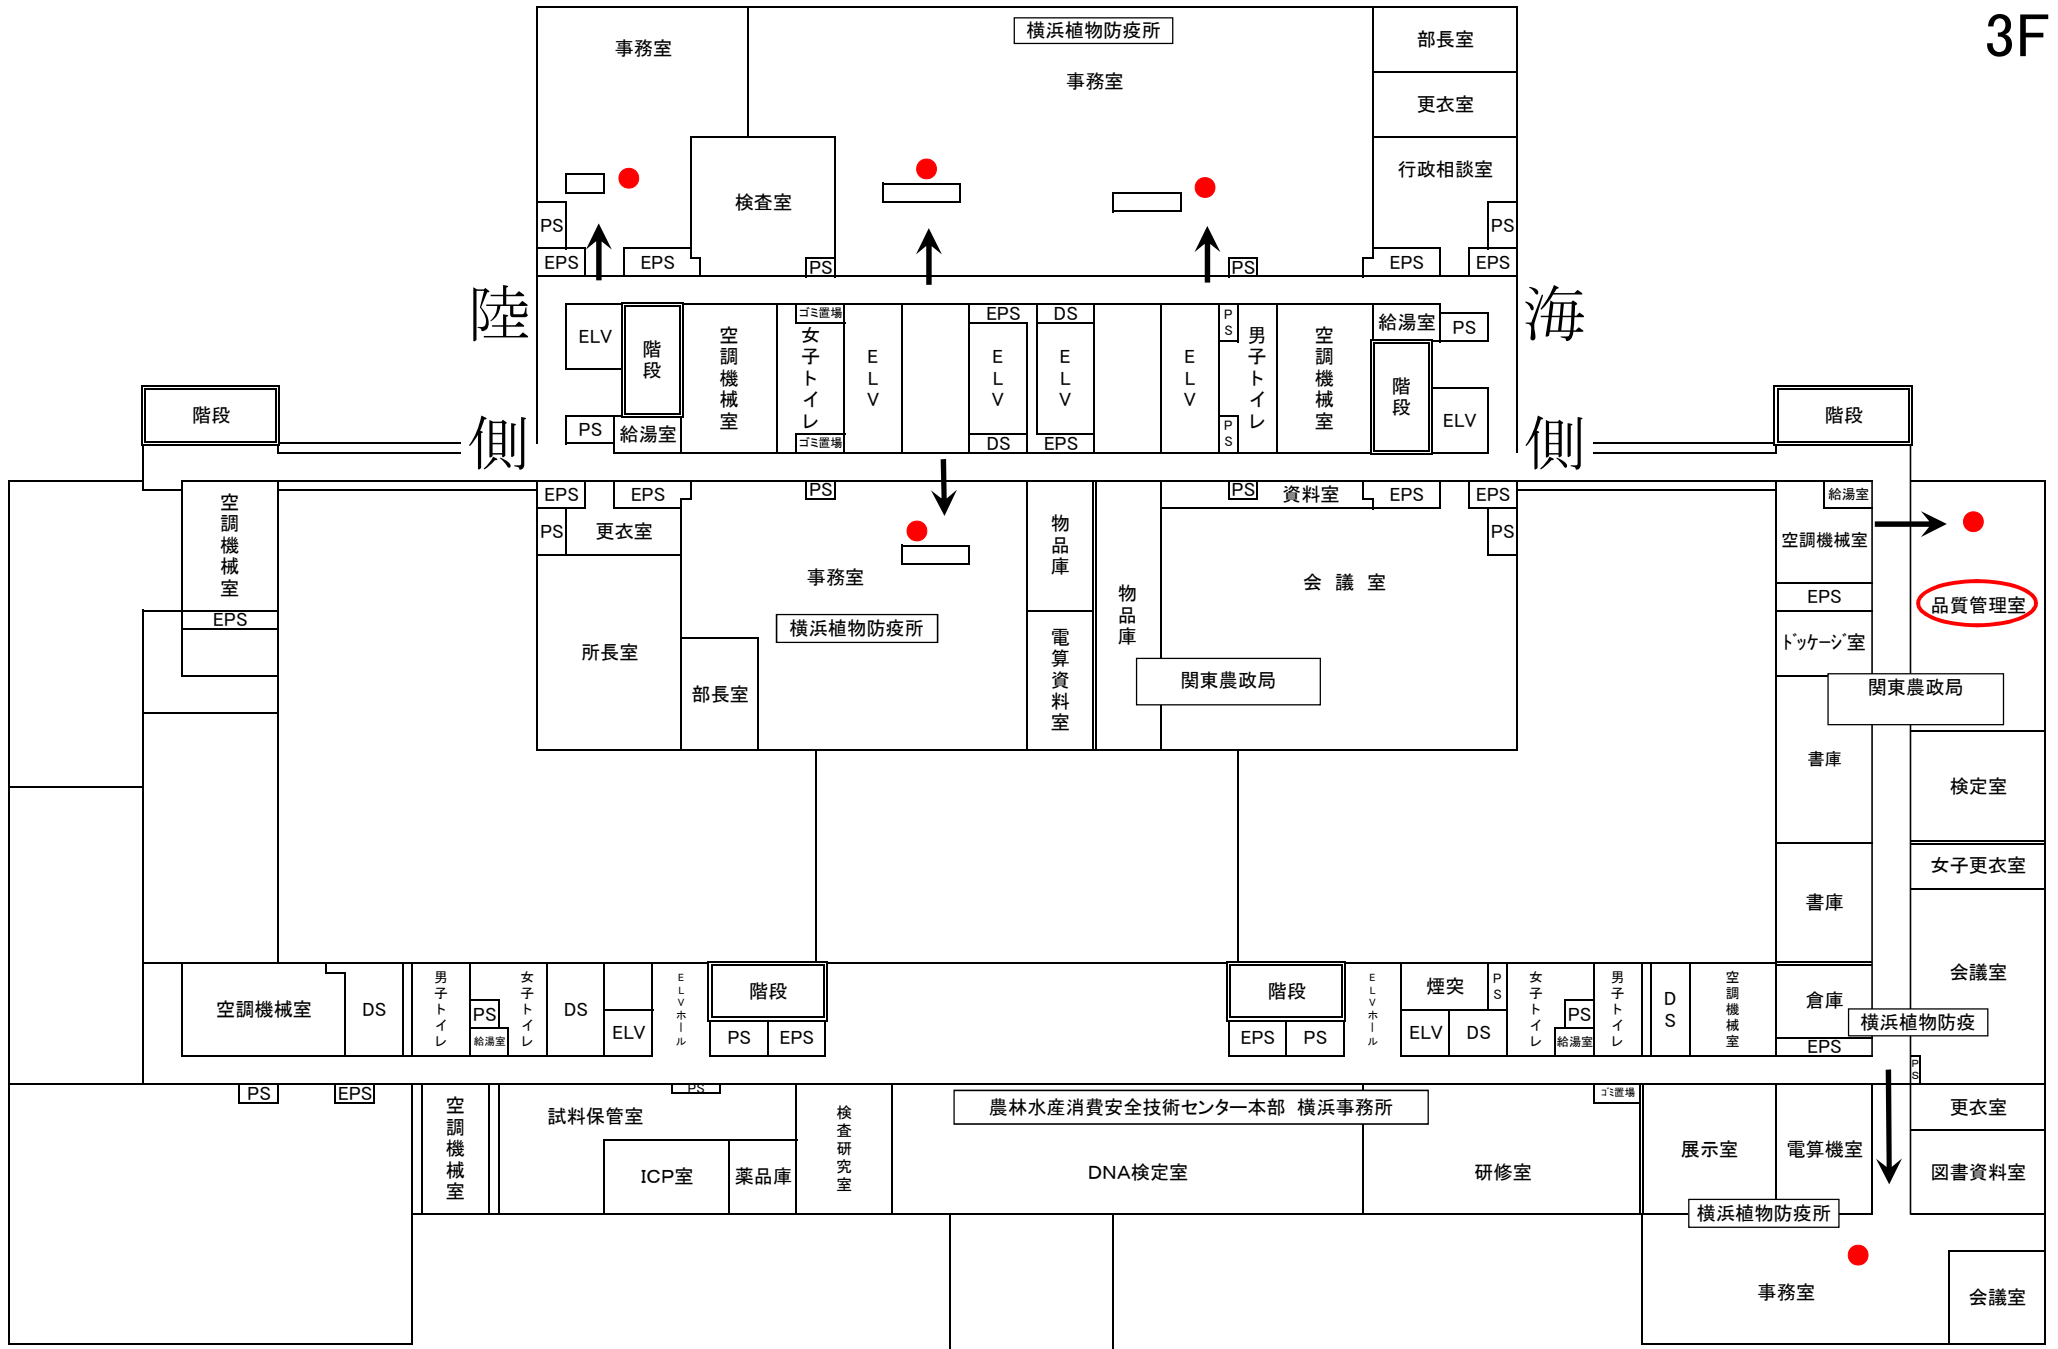 3F
横浜植物防疫所
事務室
事務室
部長室
更衣室
行政相談室
検査室
PS
EPS
EPS
PS
PS
EPS
PS
EPS
陸側
海側
ELV
階段
空調機械室
ゴミ置場
女子トイレ
ゴミ置場
ELV
EPS
ELV
DS
DS
ELV
EPS
ELV
PS
PS
男子トイレ
空調機械室
給湯室
PS
階段
ELV
PS
給湯室
階段
階段
空調機械室
EPS
EPS
EPS
PS
更衣室
PS
事務室
横浜植物防疫所
所長室
部長室
物品庫
電算資料室
物品庫
PS
資料室
EPS
EPS
PS
会 議 室
関東農政局
給湯室
空調機械室
EPS
ドッケージ室
品質管理室
関東農政局
書庫
検定室
女子更衣室
書庫
会議室
倉庫
横浜植物防疫
EPS
PS
空調機械室
DS
男子トイレ
PS
給湯室
女子トイレ
DS
ELV
ELVホール
階段
PS
EPS
階段
EPS
PS
ELVホール
煙突
PS
ELV
DS
女子トイレ
PS
給湯室
男子トイレ
DS
空調機械室
PS
EPS
空調機械室
試料保管室
PS
ICP室
薬品庫
検査研究室
農林水産消費安全技術センター本部 横浜事務所
DNA検定室
研修室
ゴミ置場
展示室
電算機室
更衣室
図書資料室
横浜植物防疫所
事務室
会議室